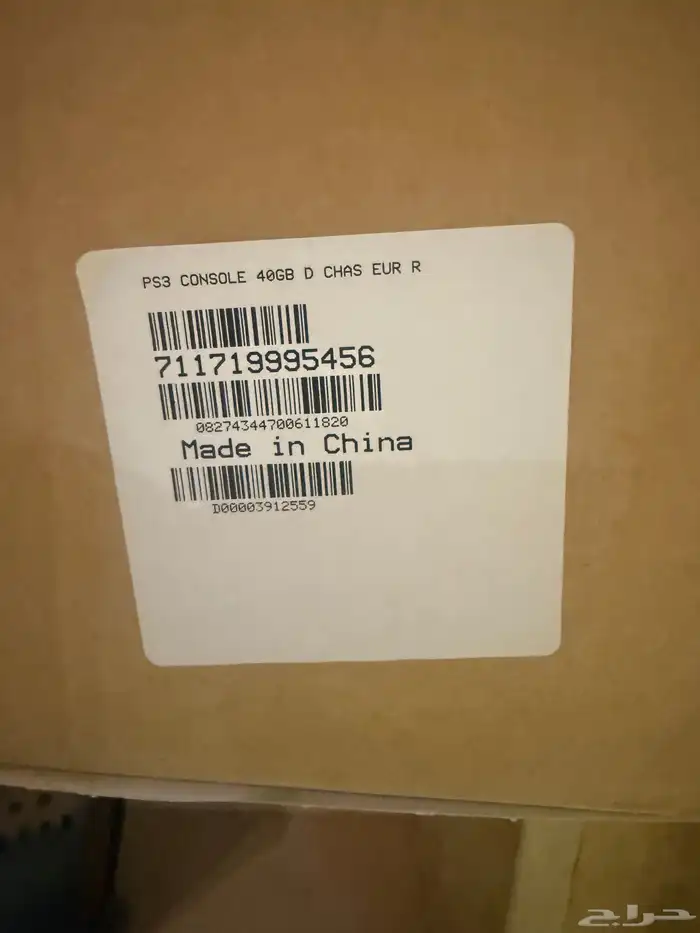 PS3 CONSOLE 40GB D CHAS EUR R
711719995456
08274344700611820
Made in China
D00003912559
حراج